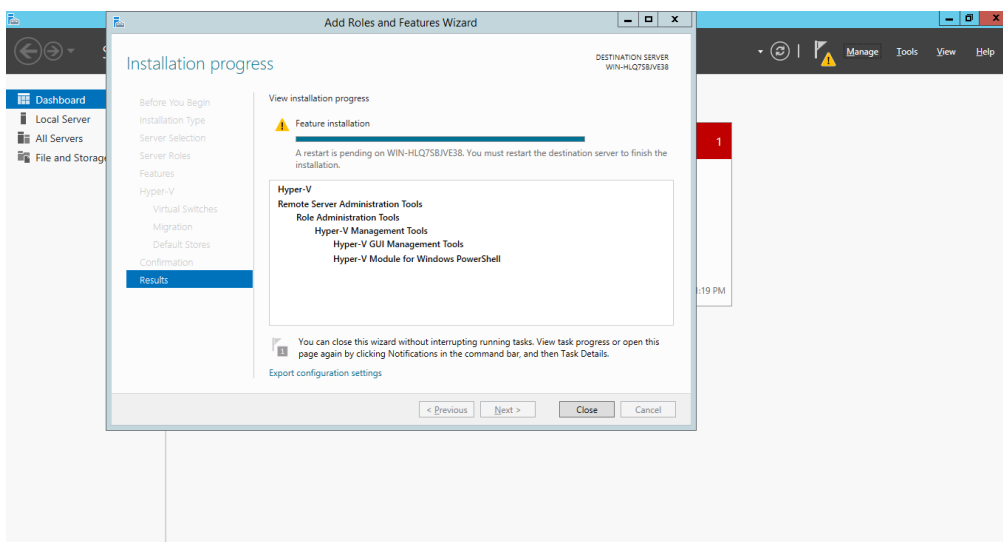 Add Roles and Features Wizard
Manage Tools View Help
Installation progress
DESTINATION SERVER
WIN-HLQ7SBJVE38
Dashboard
Local Server
All Servers
File and Storage
Before You Begin
Installation Type
Server Selection
Server Roles
Features
Hyper-V
Virtual Switches
Migration
Default Stores
Confirmation
Results
View installation progress
Feature installation
A restart is pending on WIN-HLQ7SBJVE38. You must restart the destination server to finish the
installation.
Hyper-V
Remote Server Administration Tools
Role Administration Tools
Hyper-V Management Tools
Hyper-V GUI Management Tools
Hyper-V Module for Windows PowerShell
1
:19 PM
1
You can close this wizard without interrupting running tasks. View task progress or open this
page again by clicking Notifications in the command bar, and then Task Details.
Export configuration settings
< Previous Next > Close Cancel